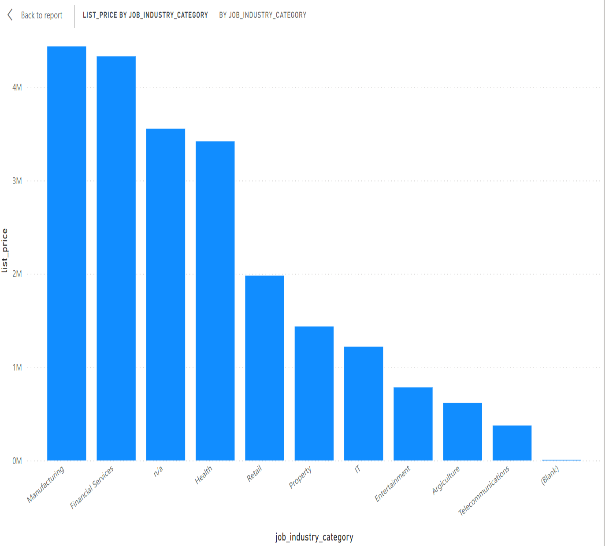 Back to report LIST_PRICE BY JOB_INDUSTRY_CATEGORY BY JOB_INDUSTRY_CATEGORY
4M
3M
2M
1M
0M
list_price
Manufacturing Financial Services n/a Health Retail Property IT Entertainment Argiculture Telecommunications (Blank)
job_industry_category